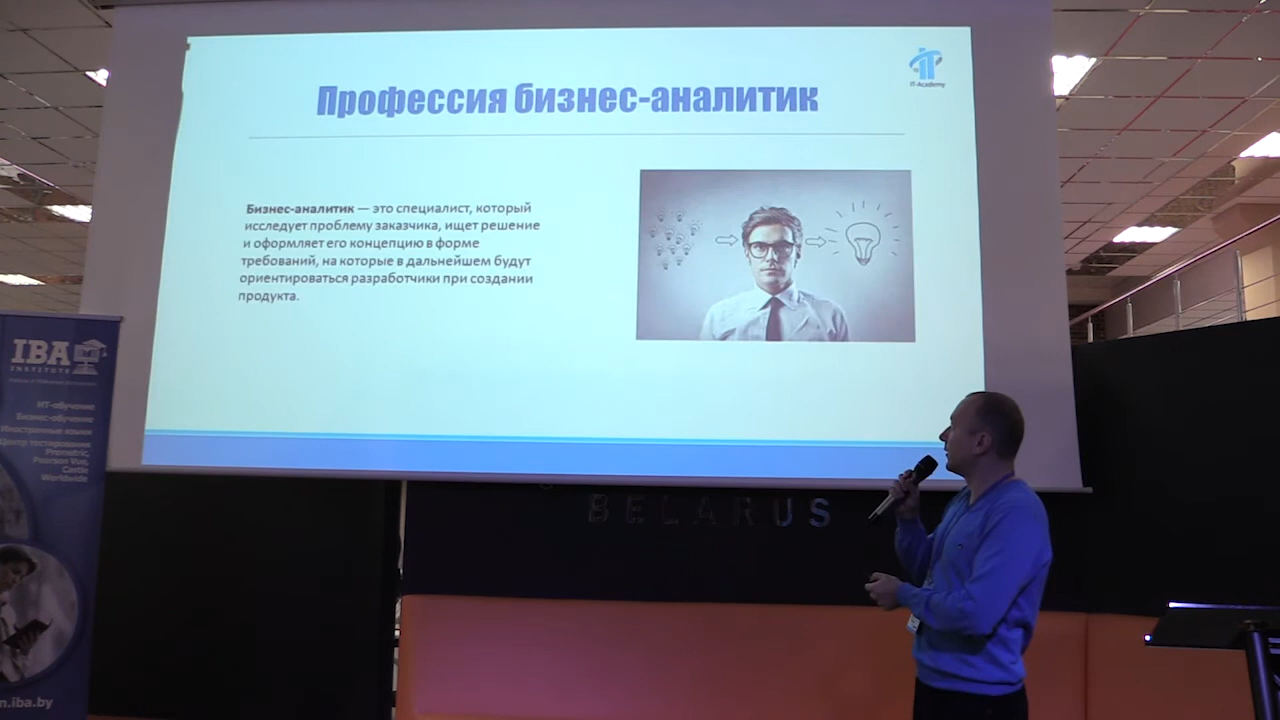 IT-Academy
Профессия бизнес-аналитик
Бизнес-аналитик — это специалист, который
исследует проблему заказчика, ищет решение
и оформляет его концепцию в форме
требований, на которые в дальнейшем будут
ориентироваться разработчики при создании
продукта.
IBA
INSTITUTE
ИТ-обучение
Бизнес-обучение
Иностранные языки
Центр тестирования
Prometric,
Pearson Vue,
Castle
Worldwide
n.iba.by
BELARUS